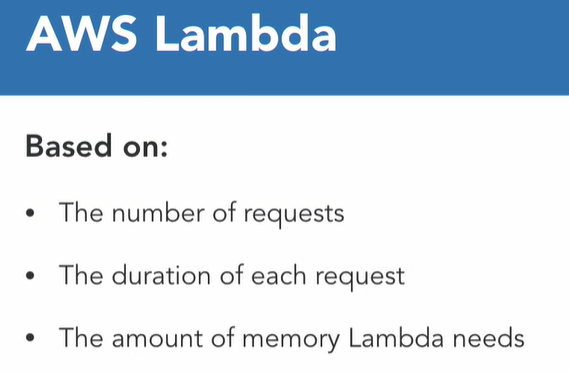 AWS Lambda
Based on:
• The number of requests
• The duration of each request
• The amount of memory Lambda needs